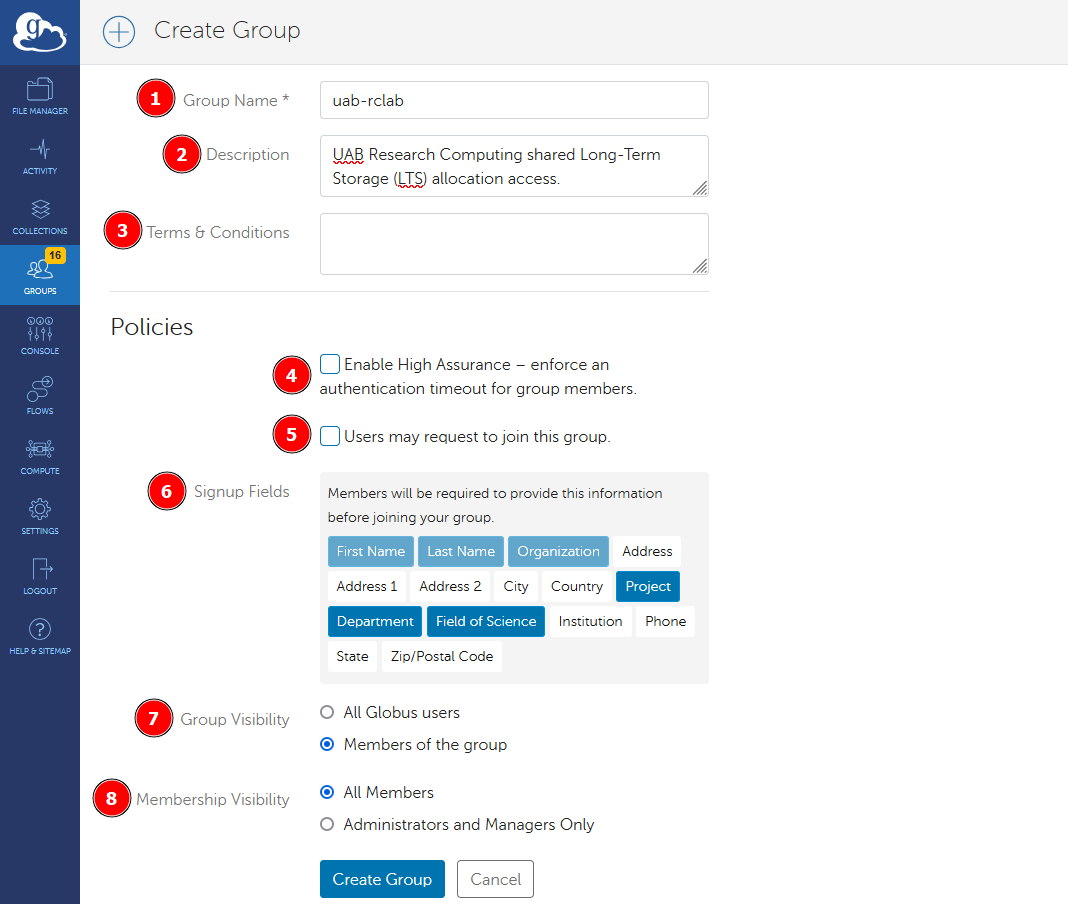 g
Create Group
FILE MANAGER
ACTIVITY
COLLECTIONS
16
GROUPS
CONSOLE
FLOWS
COMPUTE
SETTINGS
LOGOUT
?
HELP & SITEMAP
1 Group Name * uab-rclab
2 Description UAB Research Computing shared Long-Term
Storage (LTS) allocation access.
3 Terms & Conditions
Policies
4 Enable High Assurance – enforce an
authentication timeout for group members.
5 Users may request to join this group.
6 Signup Fields Members will be required to provide this information
before joining your group.
First Name Last Name Organization Address
Address 1 Address 2 City Country Project
Department Field of Science Institution Phone
State Zip/Postal Code
7 Group Visibility All Globus users
Members of the group
8 Membership Visibility All Members
Administrators and Managers Only
Create Group Cancel